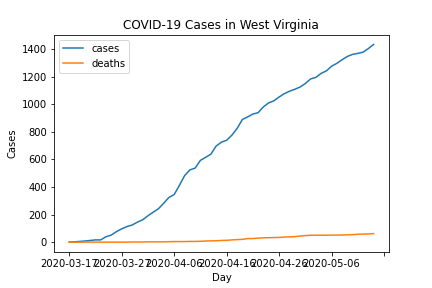 COVID-19 Cases in West Virginia
cases
deaths
1400
1200
1000
800
600
400
200
0
Cases
2020-03-17 2020-03-27 2020-04-06 2020-04-16 2020-04-26 2020-05-06
Day